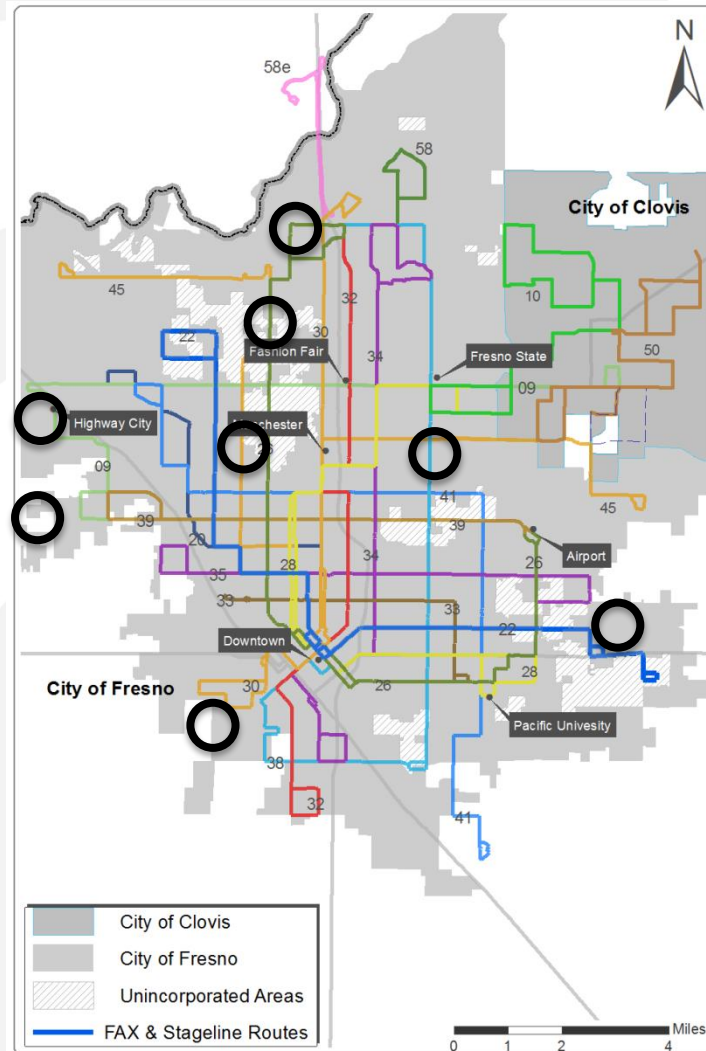 N
58e
58
City of Clovis
45
32
10
30
22
50
Fashion Fair
34
Fresno State
09
Highway City
Manchester
26
09
41
45
39
39
20
34
Airport
28
26
35
33
33
22
Downtown
28
City of Fresno
30
26
Pacific Univesity
38
32
41
City of Clovis
City of Fresno
Unincorporated Areas
FAX & Stageline Routes
Miles
0 1 2 4